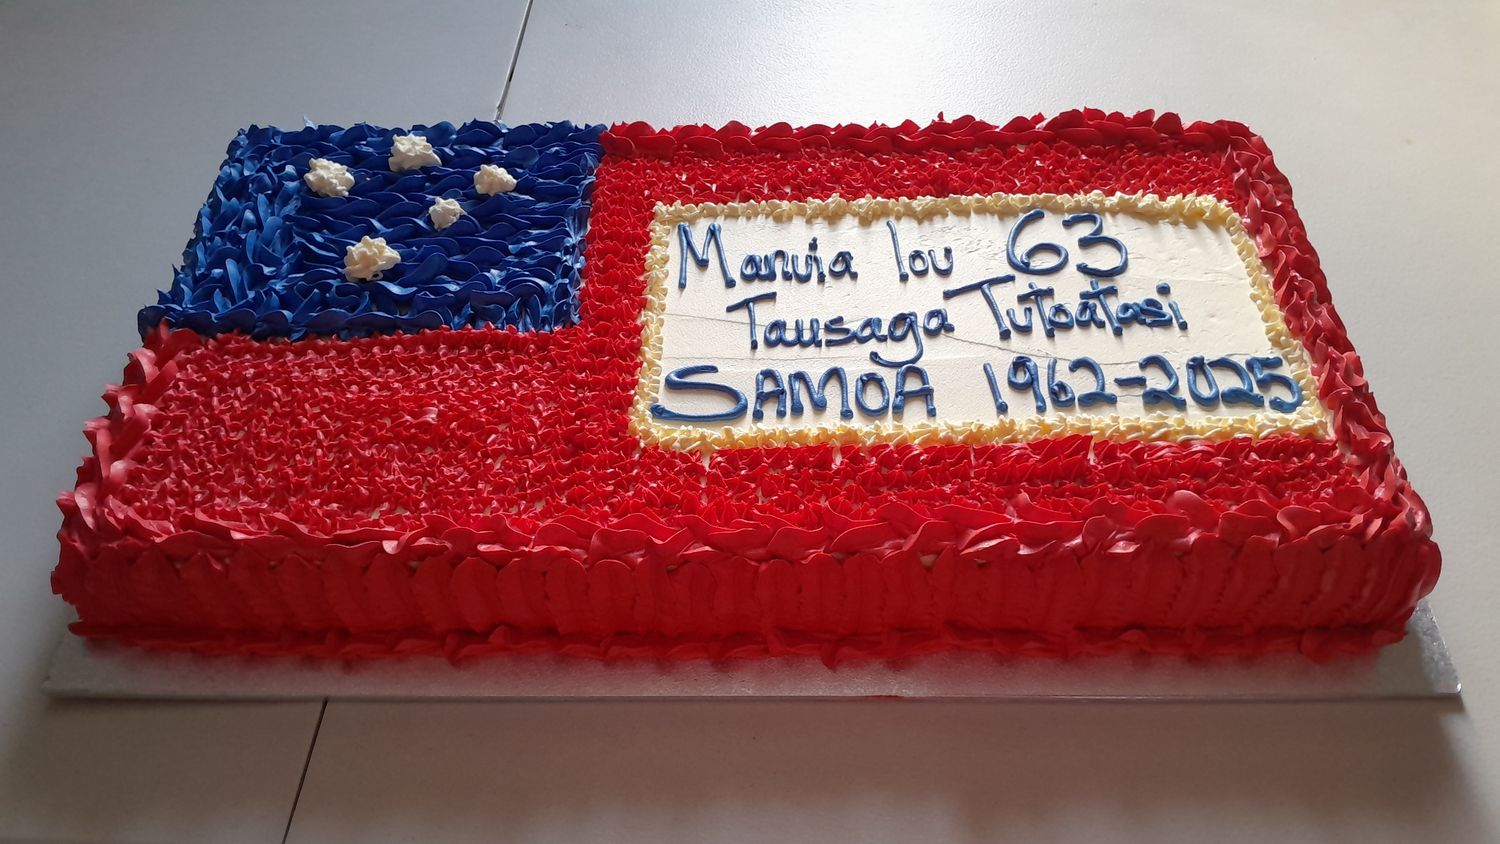 Manuia lou 63
Tausaga Tutoatasi
SAMOA 1962-2025